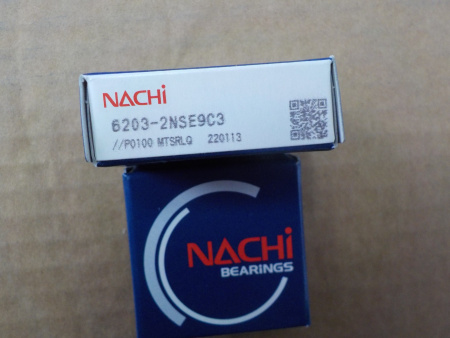 NACHi
6203-2NSE9C3
//P0100 MTSRLQ 220113
NACHi
BEARINGS